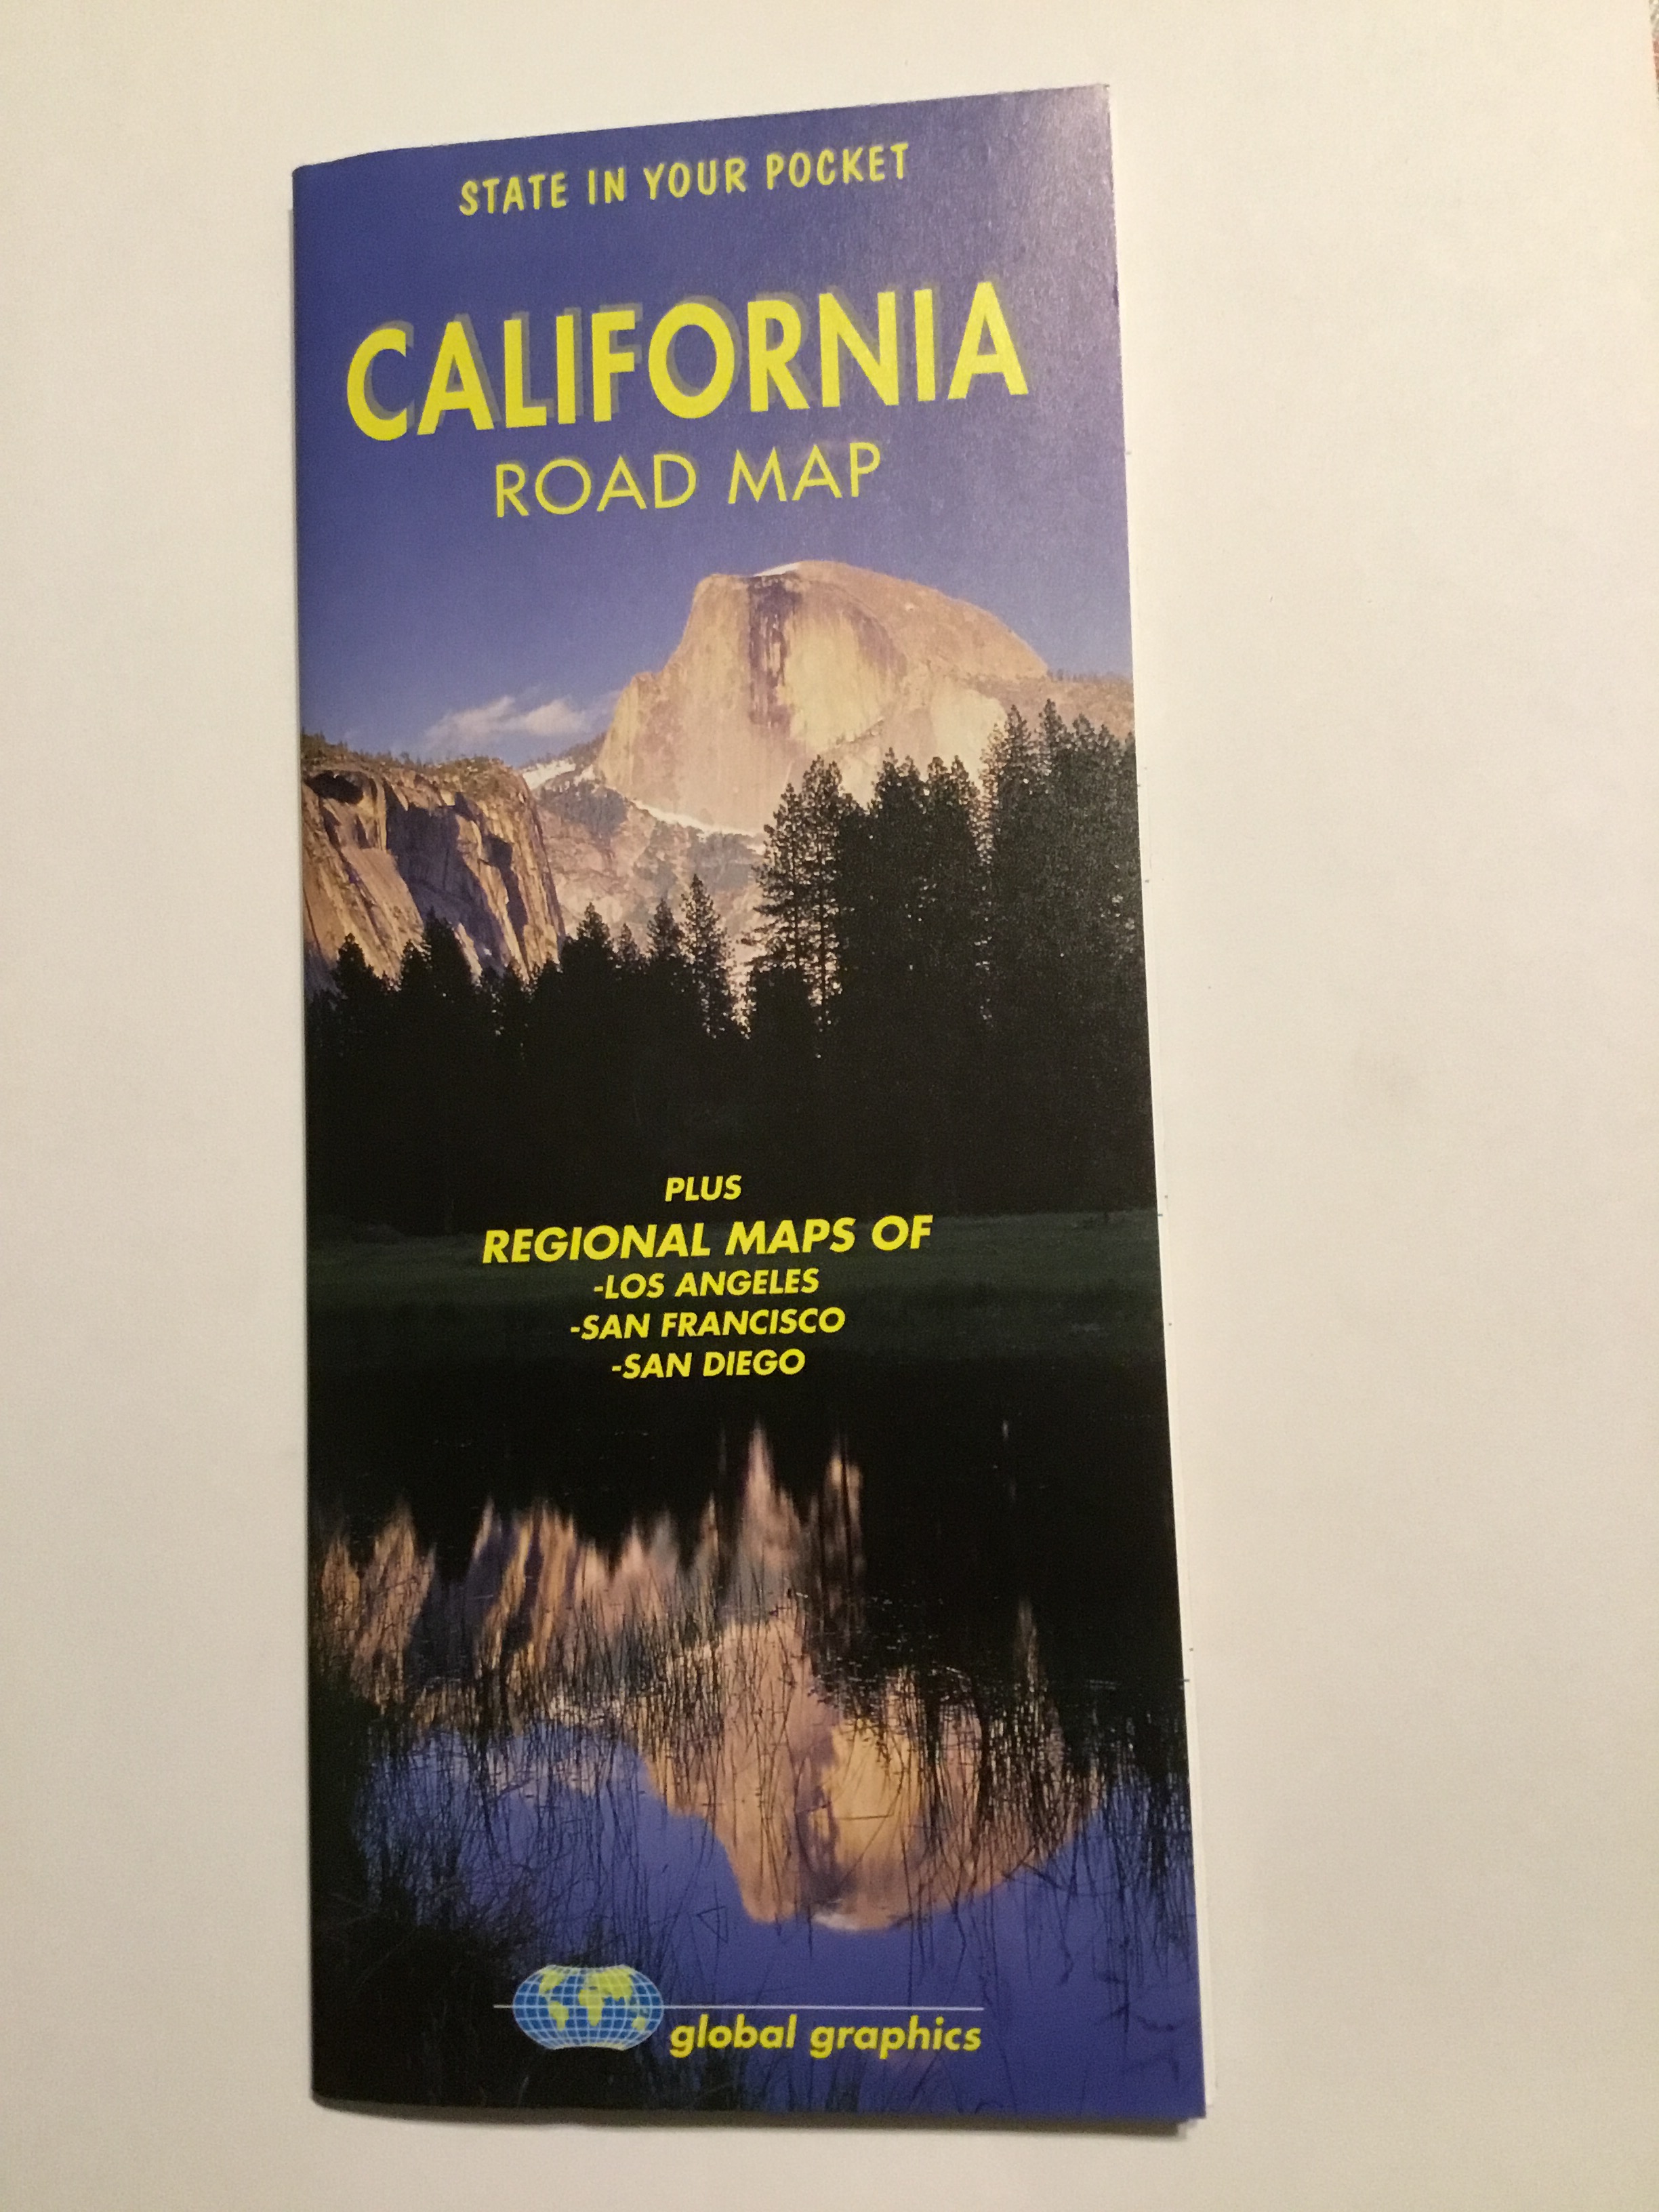 STATE IN YOUR POCKET
CALIFORNIA
ROAD MAP
PLUS
REGIONAL MAPS OF
-LOS ANGELES
-SAN FRANCISCO
-SAN DIEGO
global graphics